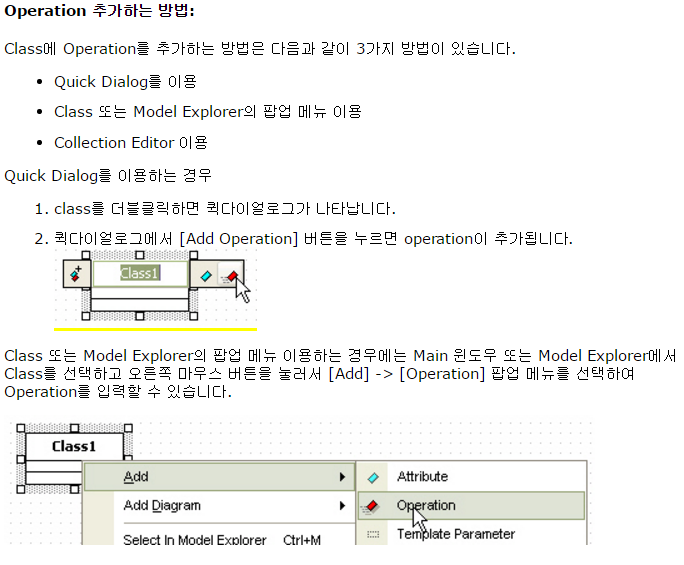 Operation 추가하는 방법:
Class에 Operation를 추가하는 방법은 다음과 같이 3가지 방법이 있습니다.
• Quick Dialog를 이용
• Class 또는 Model Explorer의 팝업 메뉴 이용
• Collection Editor 이용
Quick Dialog를 이용하는 경우
1. class를 더블클릭하면 퀵다이얼로그가 나타납니다.
2. 퀵다이얼로그에서 [Add Operation] 버튼을 누르면 operation이 추가됩니다.
Class1
Class 또는 Model Explorer의 팝업 메뉴 이용하는 경우에는 Main 윈도우 또는 Model Explorer에서
Class를 선택하고 오른쪽 마우스 버튼을 눌러서 [Add] -> [Operation] 팝업 메뉴를 선택하여
Operation를 입력할 수 있습니다.
Class1
Add
Attribute
Add Diagram
Operation
Select In Model Explorer Ctrl+M
Template Parameter